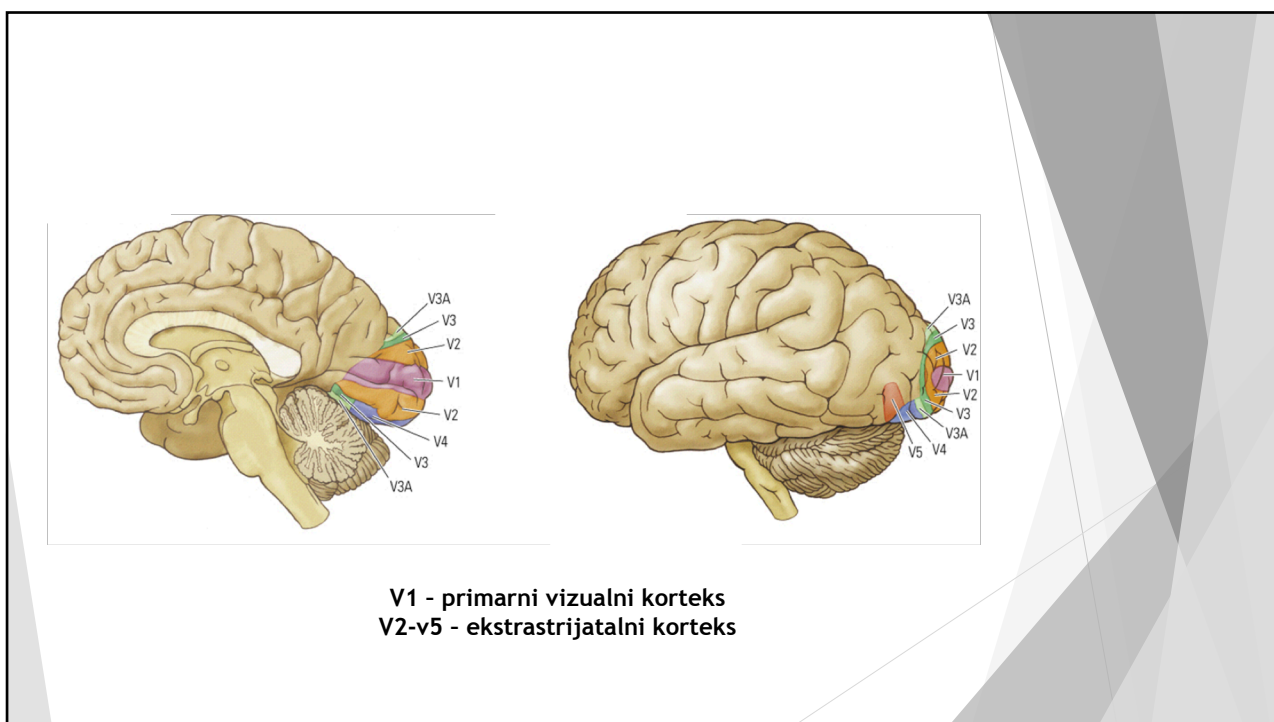 V3A
V3
V2
V1
V2
V4
V3
V3A
V3A
V3
V2
V1
V2
V3
V3A
V4
V5
V1 – primarni vizualni korteks
V2-v5 – ekstrastrijatalni korteks